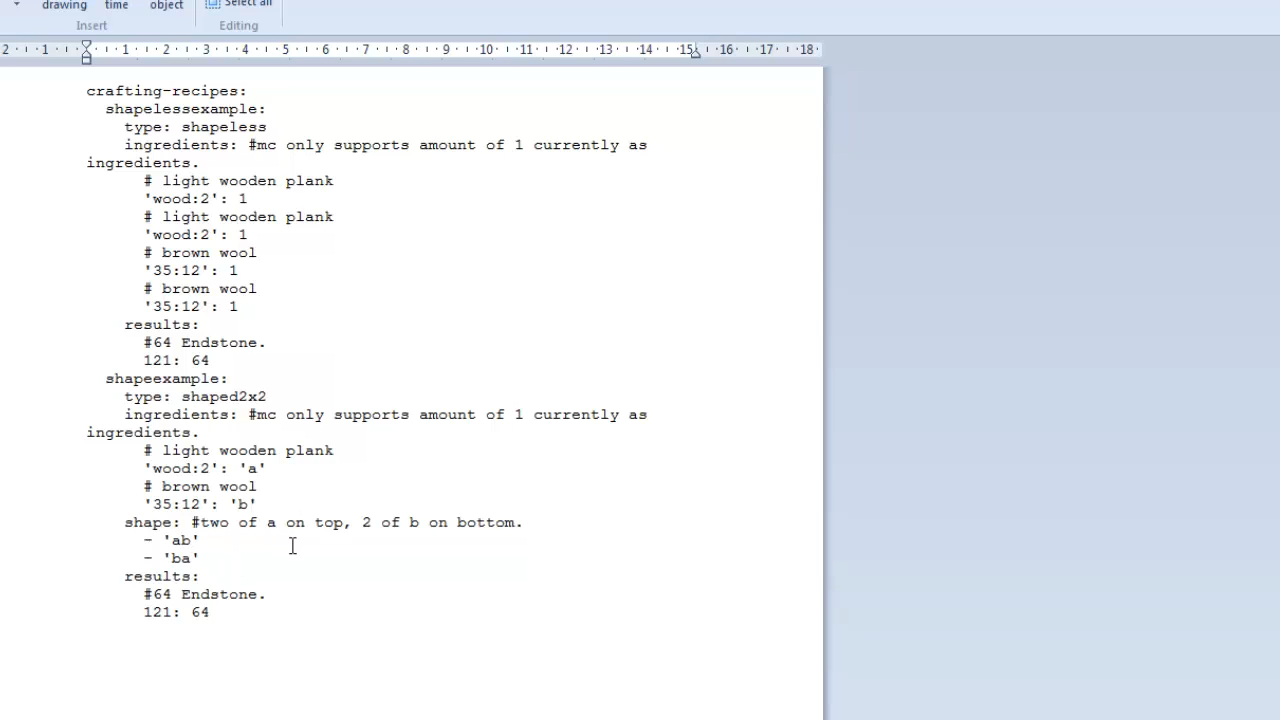 drawing time object Select all
Insert Editing
2 1 1 2 3 4 5 6 7 8 9 10 11 12 13 14 15 16 17 18
crafting-recipes:
shapelessexample:
type: shapeless
ingredients: #mc only supports amount of 1 currently as
ingredients.
# light wooden plank
'wood:2': 1
# light wooden plank
'wood:2': 1
# brown wool
'35:12': 1
# brown wool
'35:12': 1
results:
#64 Endstone.
121: 64
shapeexample:
type: shaped2x2
ingredients: #mc only supports amount of 1 currently as
ingredients.
# light wooden plank
'wood:2': 'a'
# brown wool
'35:12': 'b'
shape: #two of a on top, 2 of b on bottom.
- 'ab'
- 'ba'
results:
#64 Endstone.
121: 64